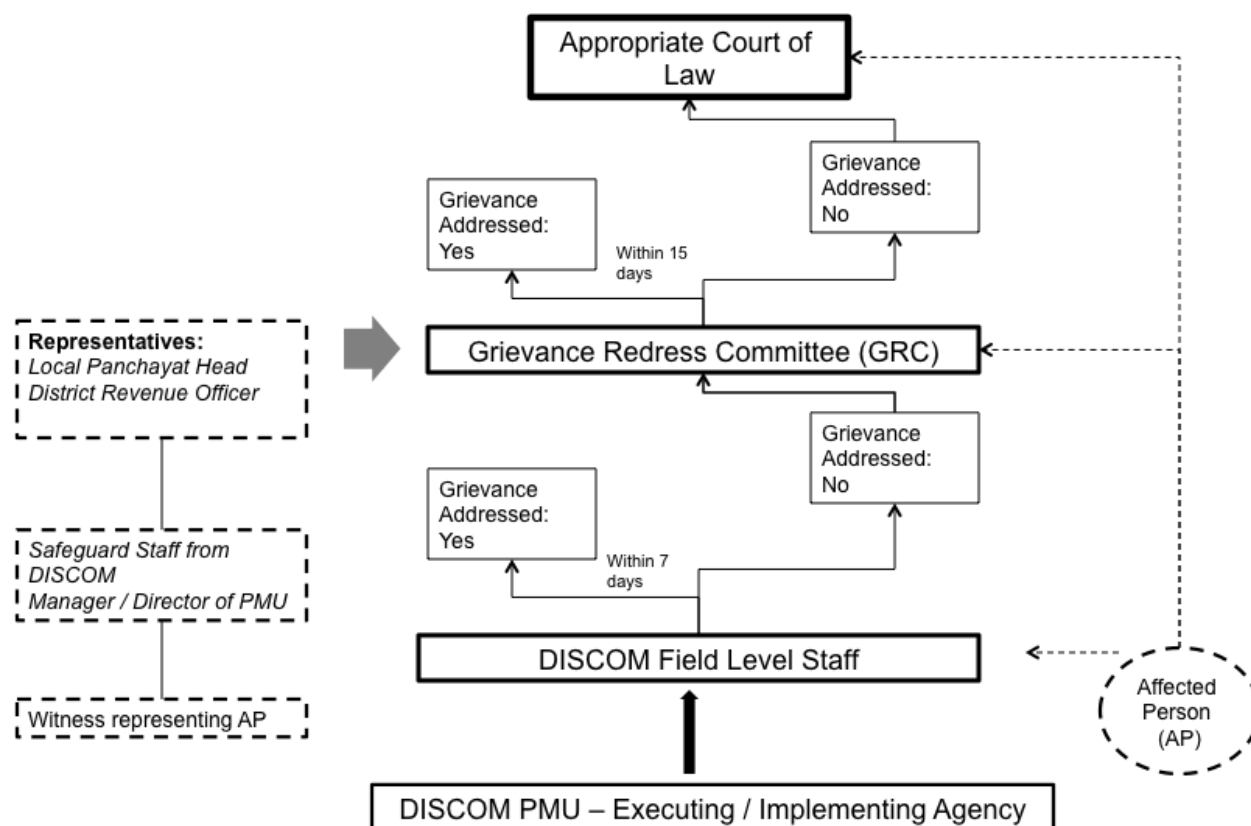 Appropriate Court of
Law
Grievance
Addressed:
No
Grievance
Addressed:
Yes
Within 15
days
Representatives:
Local Panchayat Head
District Revenue Officer
Grievance Redress Committee (GRC)
Grievance
Addressed:
No
Grievance
Addressed:
Yes
Within 7
days
Safeguard Staff from
DISCOM
Manager / Director of PMU
DISCOM Field Level Staff
Witness representing AP
Affected
Person
(AP)
DISCOM PMU – Executing / Implementing Agency